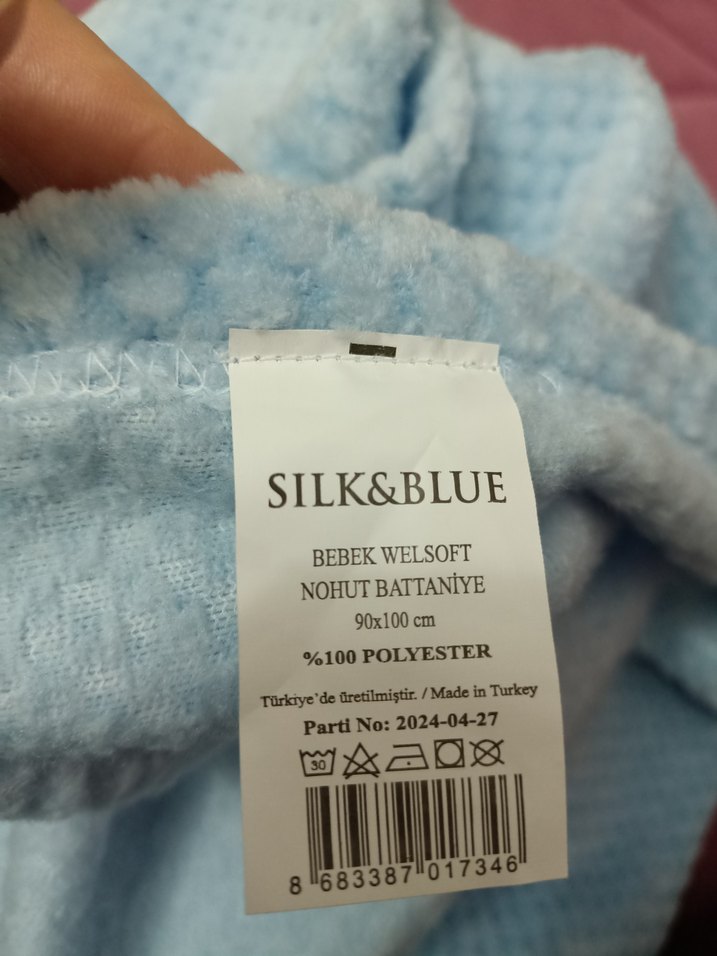 SILK&BLUE
BEBEK WELSOFT
NOHUT BATTANİYE
90x100 cm
%100 POLYESTER
Türkiye'de üretilmiştir. / Made in Turkey
Parti No: 2024-04-27
30
8 683387 017346